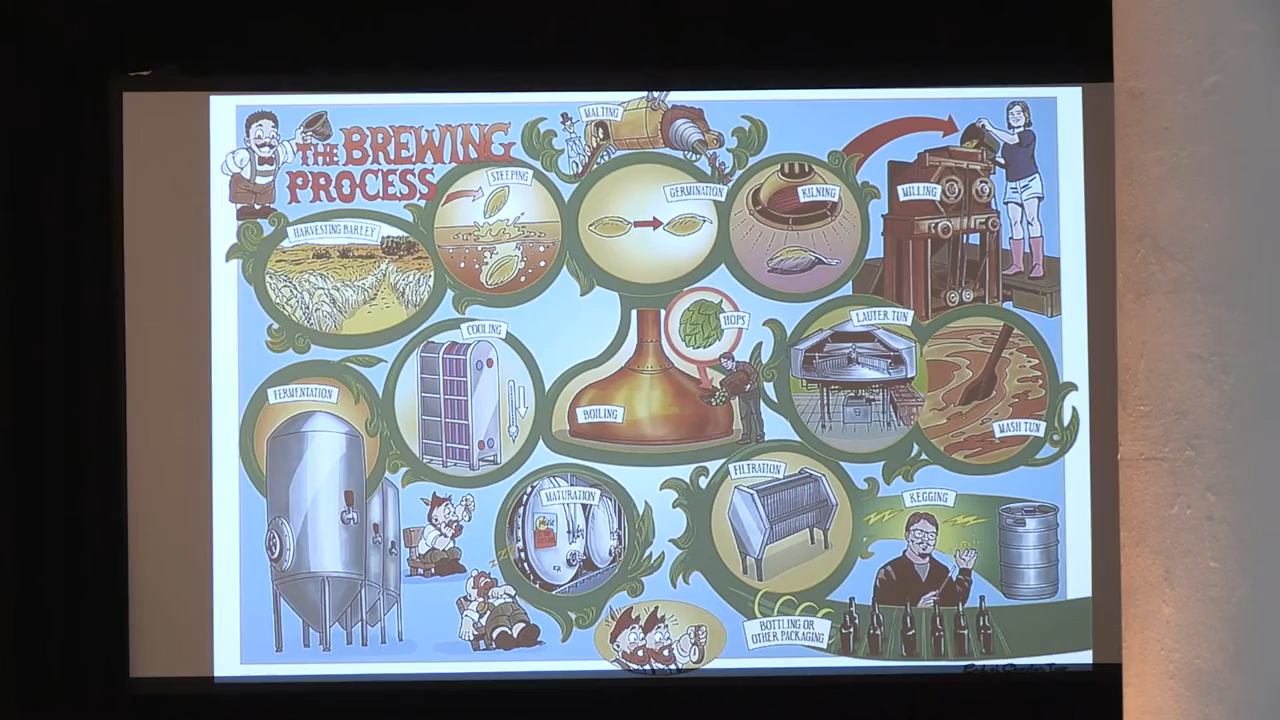 THE BREWING
PROCESS
MALTING
HARVESTING BARLEY
STEEPING
GERMINATION
KILNING
MILLING
MASH TUN
LAUTER TUN
HOPS
BOILING
COOLING
FERMENTATION
MATURATION
FILTRATION
KEGGING
BOTTLING OR
OTHER PACKAGING